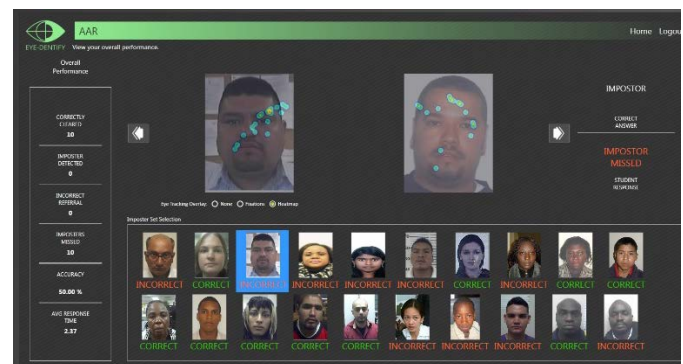 AAR
Home Logout
EYE-DENTIFY View your overall performance.
Overall
Performance
CORRECTLY
CLEARED
10
IMPOSTER
DETECTED
0
INCORRECT
REFERRAL
0
IMPOSTERS
MISSED
10
ACCURACY
50.00 %
AVG RESPONSE
TIME
2.37
IMPOSTOR
CORRECT
ANSWER
IMPOSTOR
MISSED
STUDENT
RESPONSE
Eye Tracking Overlay: None Fixations Heatmap
Imposter Set Selection
INCORRECT CORRECT INCORRECT INCORRECT INCORRECT INCORRECT CORRECT INCORRECT CORRECT CORRECT
CORRECT CORRECT CORRECT CORRECT CORRECT INCORRECT INCORRECT INCORRECT CORRECT INCORRECT